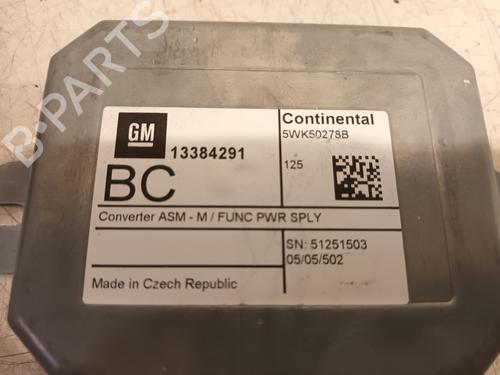 B-PARTS
GM
13384291
BC
Converter ASM - M / FUNC PWR SPLY
Made in Czech Republic
Continental
5WK50278B
125
SN: 51251503
05/05/502